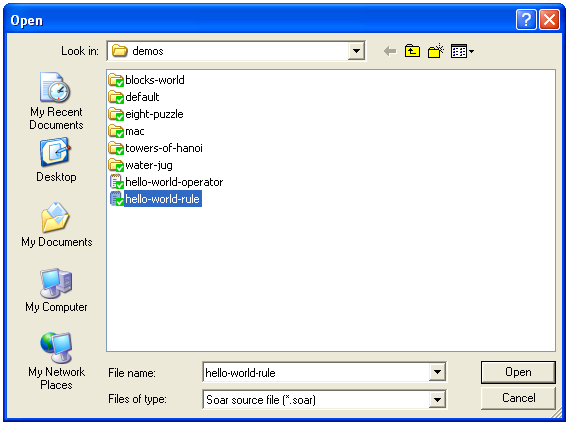 Open
Look in: demos
blocks-world
default
eight-puzzle
mac
towers-of-hanoi
water-jug
hello-world-operator
hello-world-rule
My Recent
Documents
Desktop
My Documents
My Computer
My Network
Places
File name: hello-world-rule Open
Files of type: Soar source file (*.soar) Cancel